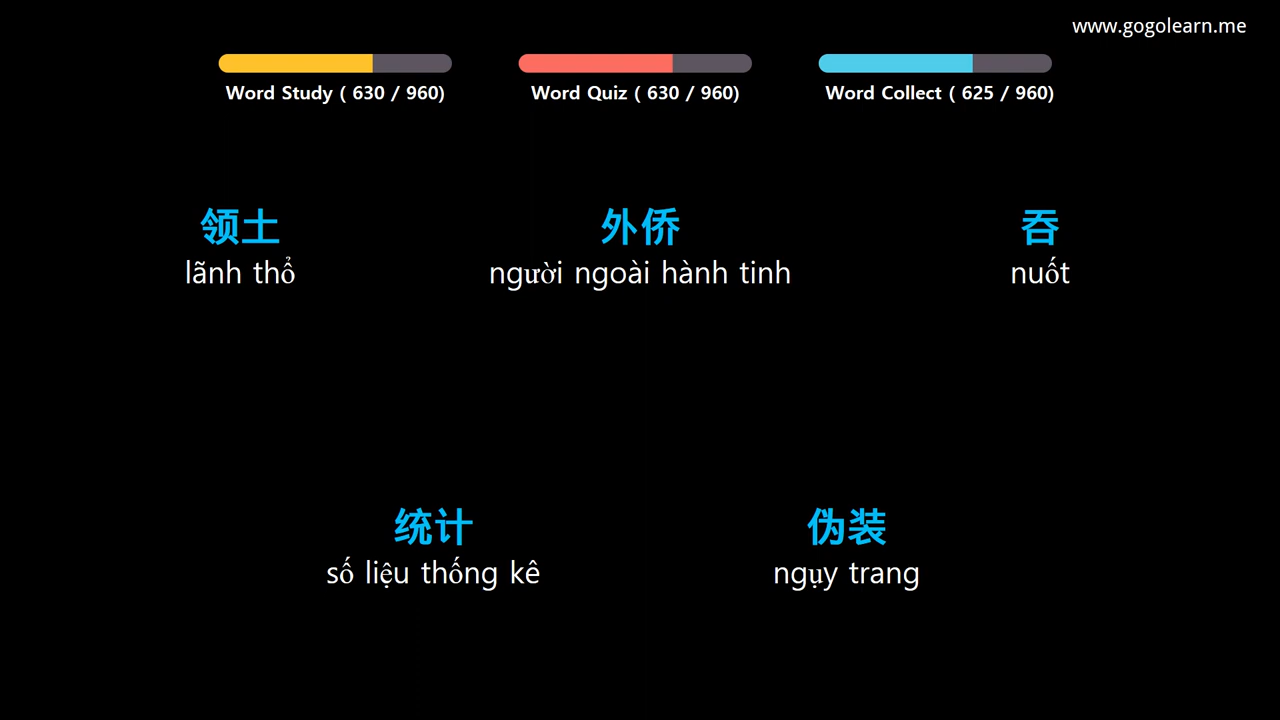 www.gogolearn.me
Word Study ( 630 / 960)
Word Quiz ( 630 / 960)
Word Collect ( 625 / 960)
领土
lãnh thổ
外侨
người ngoài hành tinh
吞
nuốt
统计
số liệu thống kê
伪装
ngụy trang